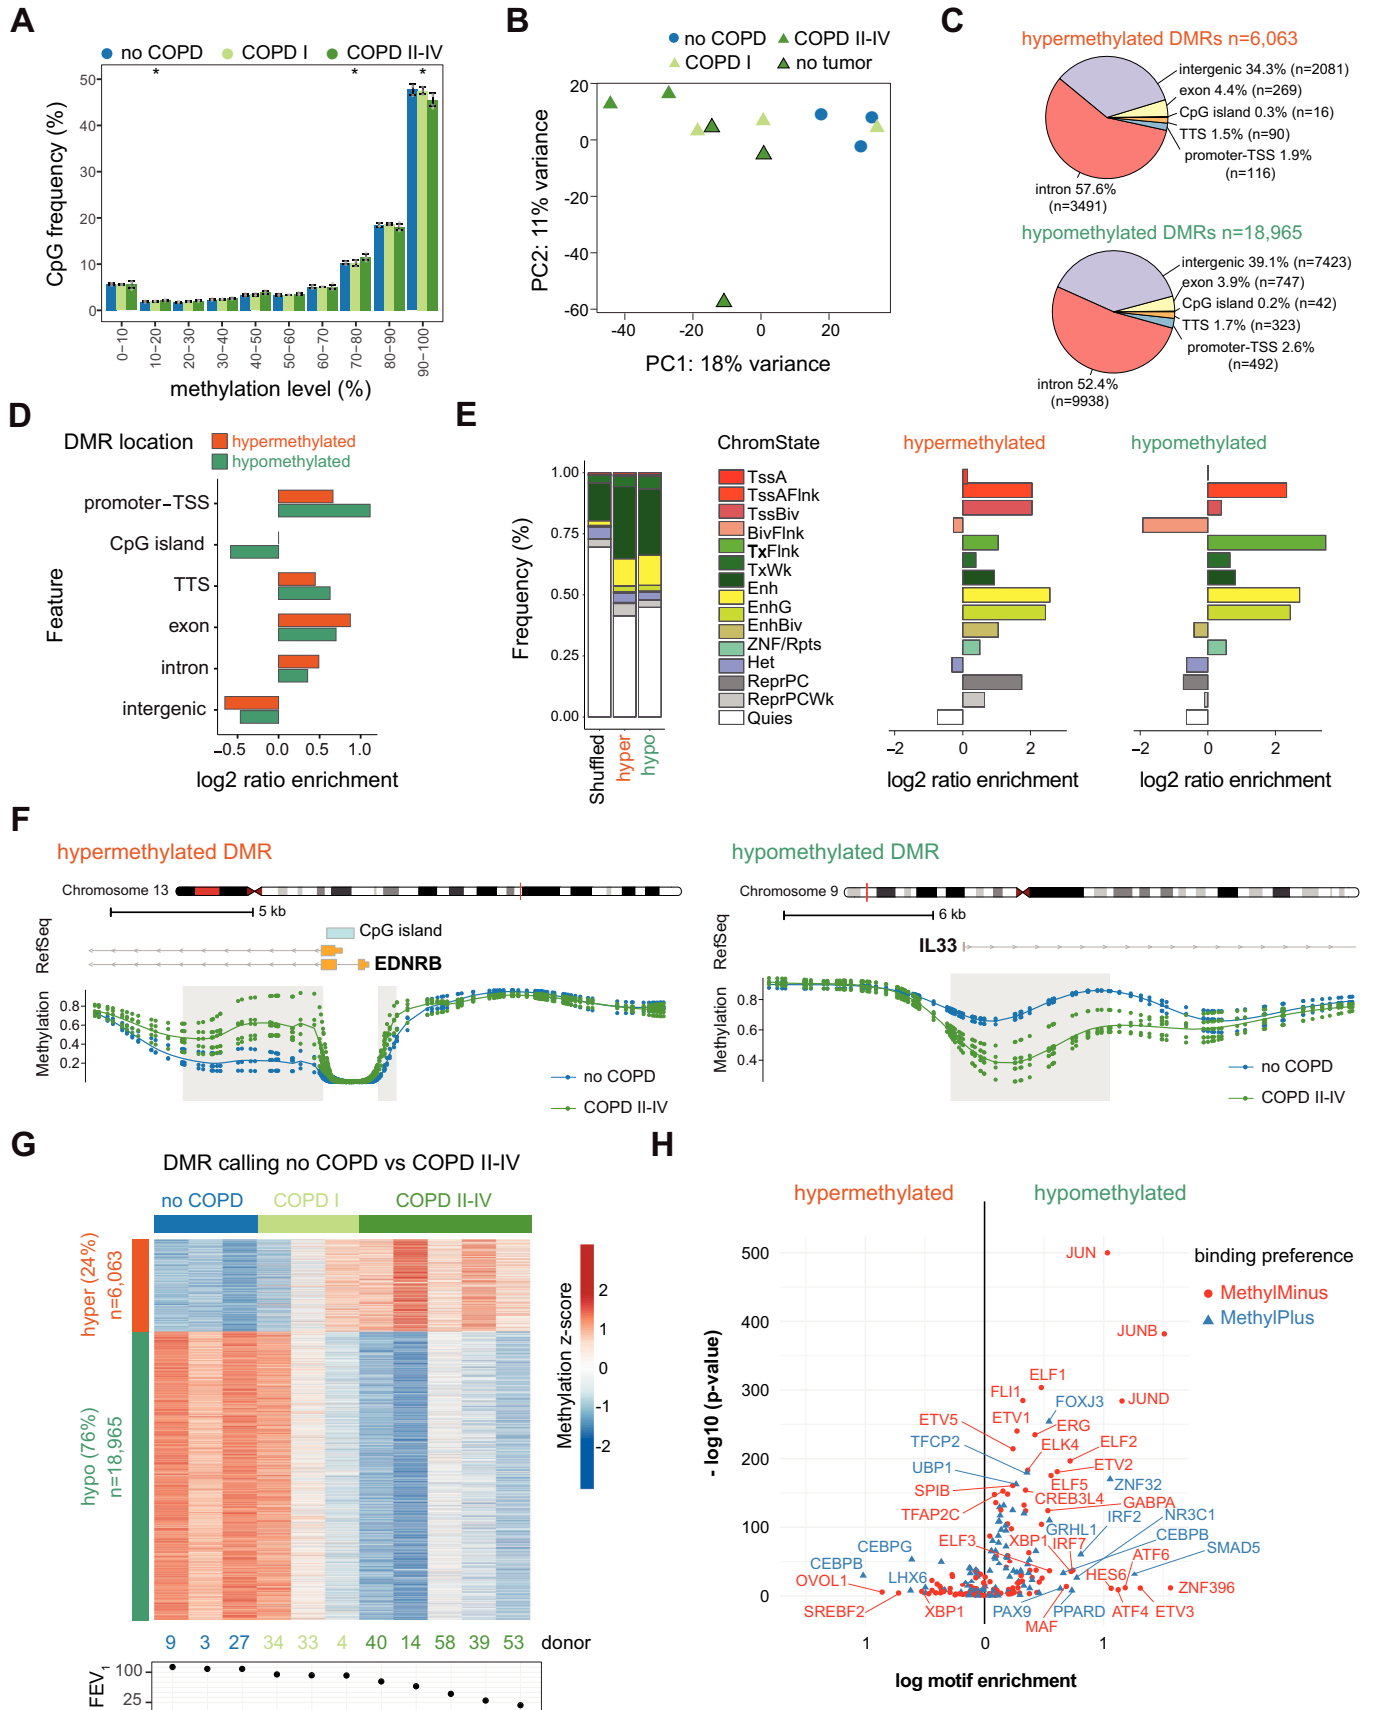 A
no COPD
COPD I
COPD II-IV
*
*
*
CpG frequency (%)
50
40
30
20
10
0
0−10
10−20
20−30
30−40
40−50
50−60
60−70
70−80
80−90
90−100
methylation level (%)
B
no COPD
COPD II-IV
COPD I
no tumor
PC2: 11% variance
20
0
-20
-40
-60
-40
-20
0
20
PC1: 18% variance
C
hypermethylated DMRs n=6,063
intergenic 34.3% (n=2081)
exon 4.4% (n=269)
CpG island 0.3% (n=16)
TTS 1.5% (n=90)
promoter-TSS 1.9%
(n=116)
intron 57.6%
(n=3491)
hypomethylated DMRs n=18,965
intergenic 39.1% (n=7423)
exon 3.9% (n=747)
CpG island 0.2% (n=42)
TTS 1.7% (n=323)
promoter-TSS 2.6%
(n=492)
intron 52.4%
(n=9938)
D
DMR location
hypermethylated
hypomethylated
Feature
promoter−TSS
CpG island
TTS
exon
intron
intergenic
−0.5
0.0
0.5
1.0
log2 ratio enrichment
E
Frequency (%)
1.00
0.75
0.50
0.25
0.00
Shuffled
hyper
hypo
ChromState
TssA
TssAFlnk
TssBiv
BivFlnk
TxFlnk
TxWk
Enh
EnhG
EnhBiv
ZNF/Rpts
Het
ReprPC
ReprPCWk
Quies
hypermethylated
−2
0
2
log2 ratio enrichment
hypomethylated
−2
0
2
log2 ratio enrichment
F
hypermethylated DMR
Chromosome 13
5 kb
RefSeq
CpG island
EDNRB
Methylation
0.8
0.6
0.4
0.2
no COPD
COPD II-IV
hypomethylated DMR
Chromosome 9
6 kb
RefSeq
IL33
Methylation
0.8
0.6
0.4
no COPD
COPD II-IV
G
DMR calling no COPD vs COPD II-IV
no COPD
COPD I
COPD II-IV
hyper (24%)
n=6,063
hypo (76%)
n=18,965
Methylation z-score
2
1
0
-1
-2
9 3 27 34 33 4 40 14 58 39 53 donor
FEV1
100
25
H
hypermethylated
hypomethylated
- log10 (p-value)
500
400
300
200
100
0
binding preference
MethylMinus
MethylPlus
JUN
JUNB
ELF1
FLI1
JUND
FOXJ3
ETV5
ETV1
ERG
TFCP2
ELK4
ELF2
UBP1
ETV2
SPIB
ELF5
ZNF32
CREB3L4
GABPA
TFAP2C
IRF2
NR3C1
GRHL1
CEBPB
ELF3
XBP1
IRF7
CEBPG
ATF6
SMAD5
CEBPB
HES6
OVOL1
LHX6
ZNF396
SREBF2
XBP1
PAX9
PPARD
ATF4
ETV3
MAF
1
0
1
log motif enrichment